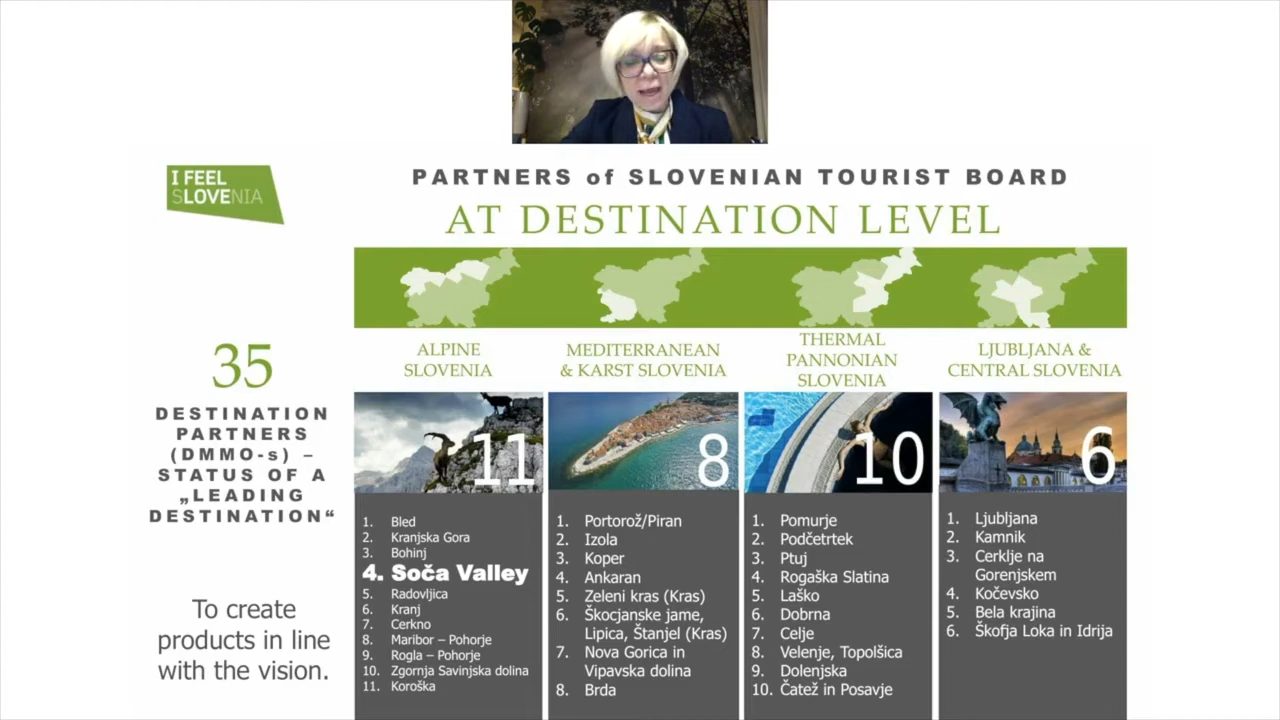 I FEEL
SLOVENIA
PARTNERS of SLOVENIAN TOURIST BOARD
AT DESTINATION LEVEL
35
DESTINATION
PARTNERS
(DMMO-s) –
STATUS OF A
„LEADING
DESTINATION“
To create
products in line
with the vision.
ALPINE
SLOVENIA
11
1. Bled
2. Kranjska Gora
3. Bohinj
4. Soča Valley
5. Radovljica
6. Kranj
7. Cerkno
8. Maribor – Pohorje
9. Rogla – Pohorje
10. Zgornja Savinjska dolina
11. Koroška
MEDITERRANEAN
& KARST SLOVENIA
8
1. Portorož/Piran
2. Izola
3. Koper
4. Ankaran
5. Zeleni kras (Kras)
6. Škocjanske jame,
Lipica, Štanjel (Kras)
7. Nova Gorica in
Vipavska dolina
8. Brda
THERMAL
PANNONIAN
SLOVENIA
10
1. Pomurje
2. Podčetrtek
3. Ptuj
4. Rogaška Slatina
5. Laško
6. Dobrna
7. Celje
8. Velenje, Topolšica
9. Dolenjska
10. Čatež in Posavje
LJUBLJANA &
CENTRAL SLOVENIA
6
1. Ljubljana
2. Kamnik
3. Cerklje na
Gorenjskem
4. Kočevsko
5. Bela krajina
6. Škofja Loka in Idrija